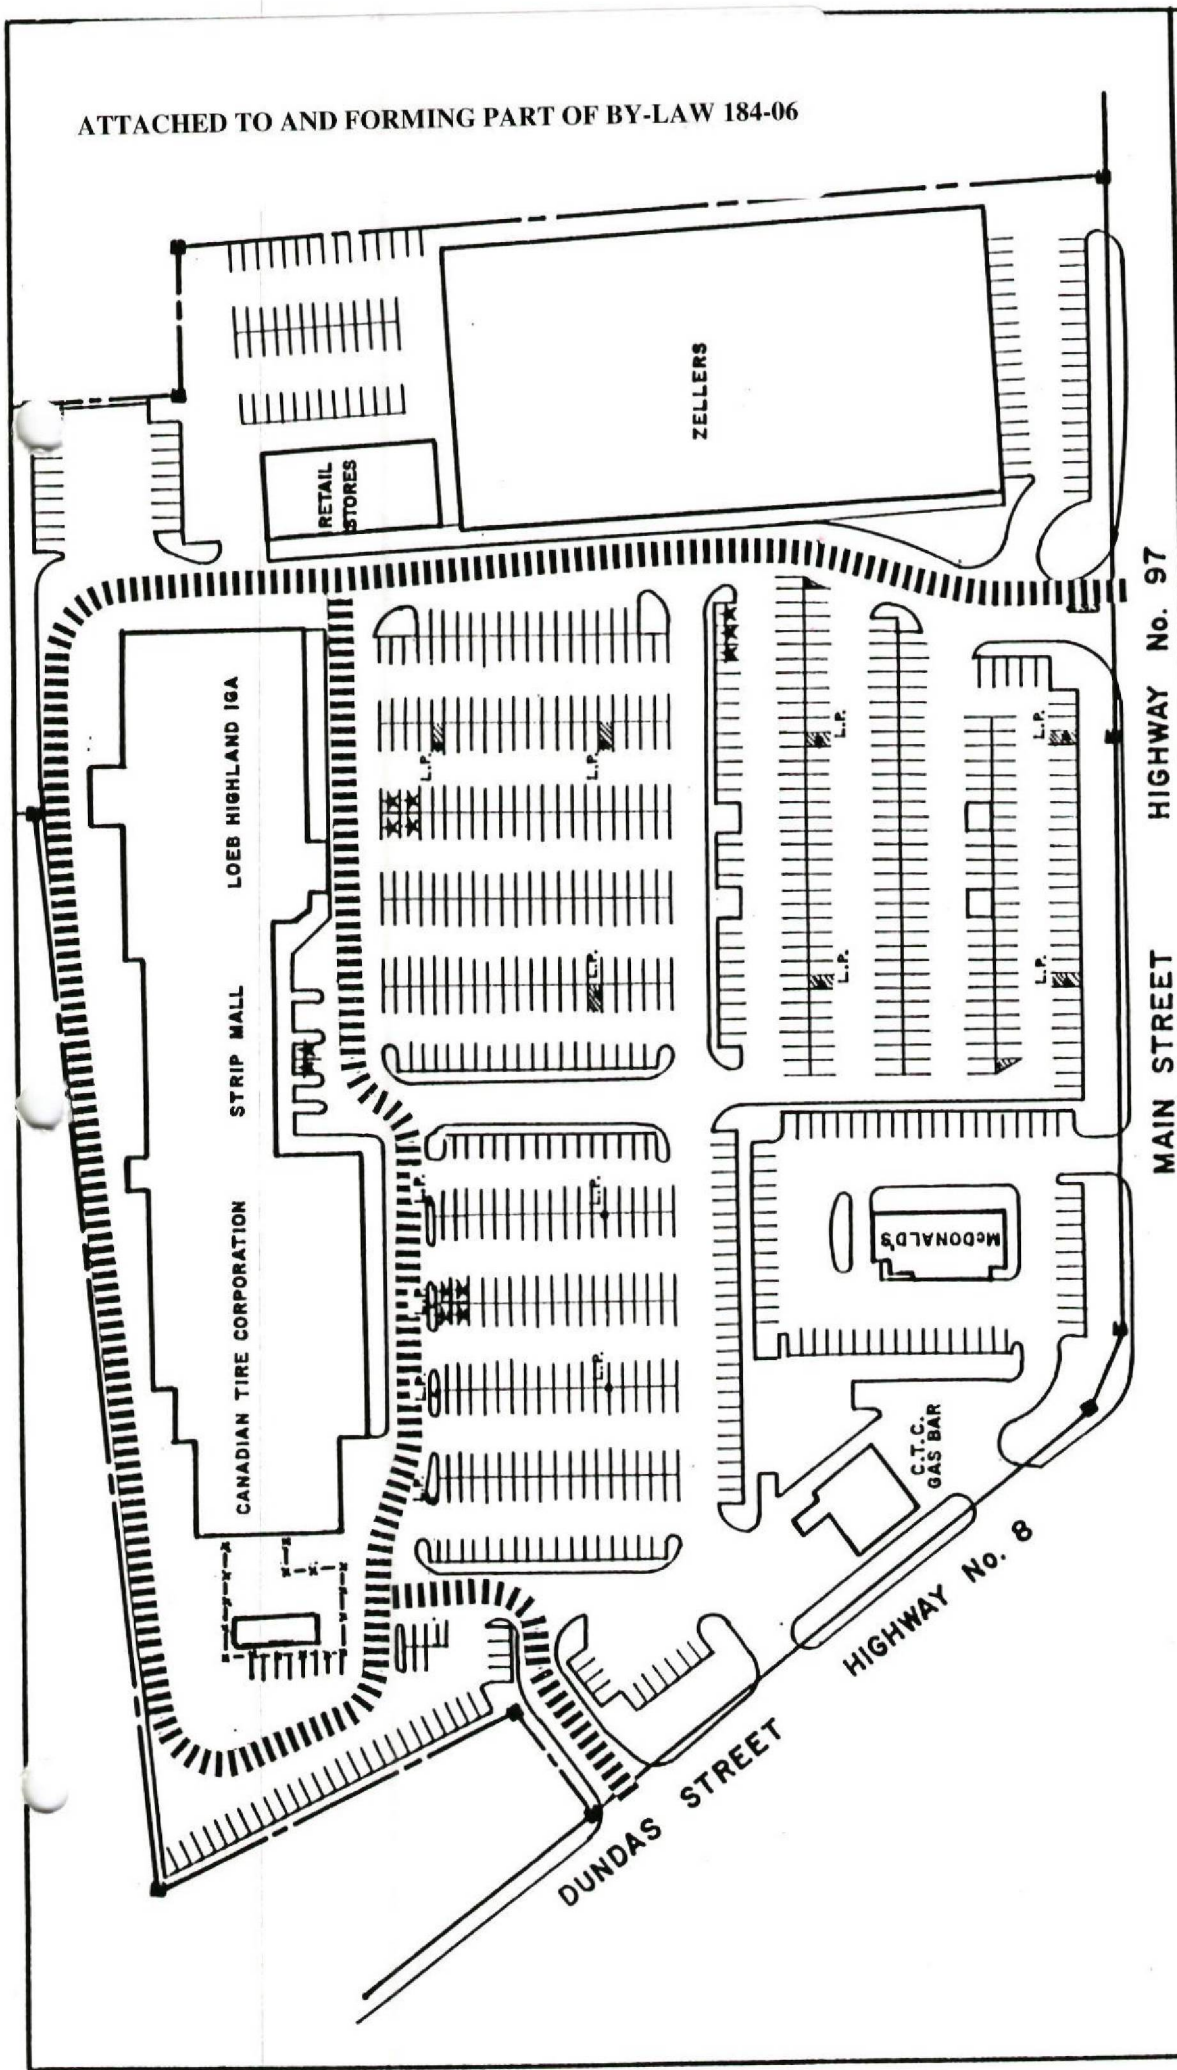 ATTACHED TO AND FORMING PART OF BY-LAW 184-06
ZELLERS
RETAIL
STORES
LOEB HIGHLAND IGA
STRIP MALL
CANADIAN TIRE CORPORATION
L.P.
L.P.
L.P.
L.P.
L.P.
L.P.
L.P.
L.P.
L.P.
L.P.
L.P.
L.P.
L.P.
McDONALD'S
C.T.C.
GAS BAR
MAIN STREET HIGHWAY No. 97
DUNDAS STREET HIGHWAY No. 8